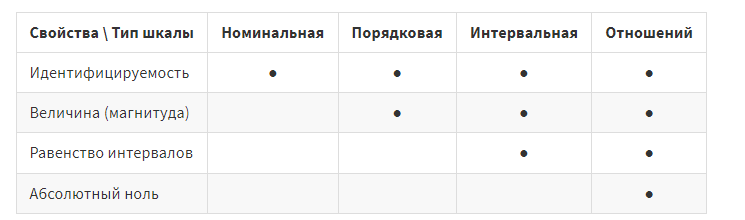 Свойства \ Тип шкалы Номинальная Порядковая Интервальная Отношений
Идентифицируемость ● ● ● ●
Величина (магнитуда) ● ● ●
Равенство интервалов ● ●
Абсолютный ноль ●